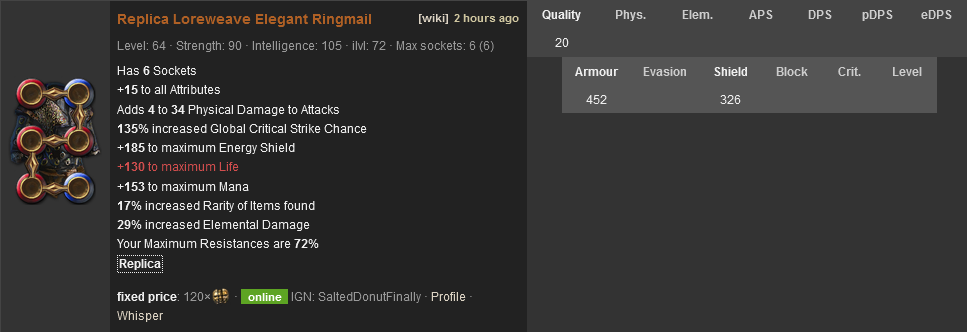 Replica Loreweave Elegant Ringmail [wiki] 2 hours ago
Level: 64 · Strength: 90 · Intelligence: 105 · ilvl: 72 · Max sockets: 6 (6)
Has 6 Sockets
+15 to all Attributes
Adds 4 to 34 Physical Damage to Attacks
135% increased Global Critical Strike Chance
+185 to maximum Energy Shield
+130 to maximum Life
+153 to maximum Mana
17% increased Rarity of Items found
29% increased Elemental Damage
Your Maximum Resistances are 72%
Replica
fixed price: 120× · online IGN: SaltedDonutFinally · Profile ·
Whisper
Quality Phys. Elem. APS DPS pDPS eDPS
20
Armour Evasion Shield Block Crit. Level
452 326